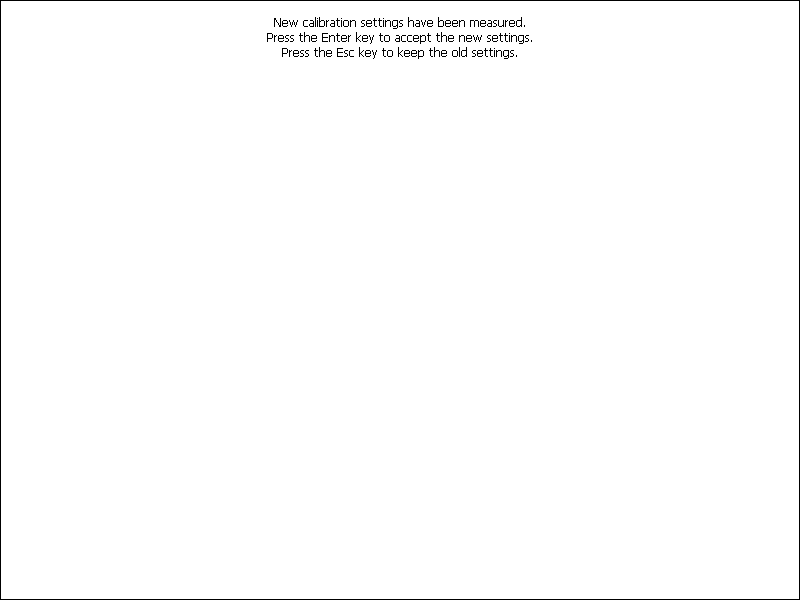 New calibration settings have been measured.
Press the Enter key to accept the new settings.
Press the Esc key to keep the old settings.